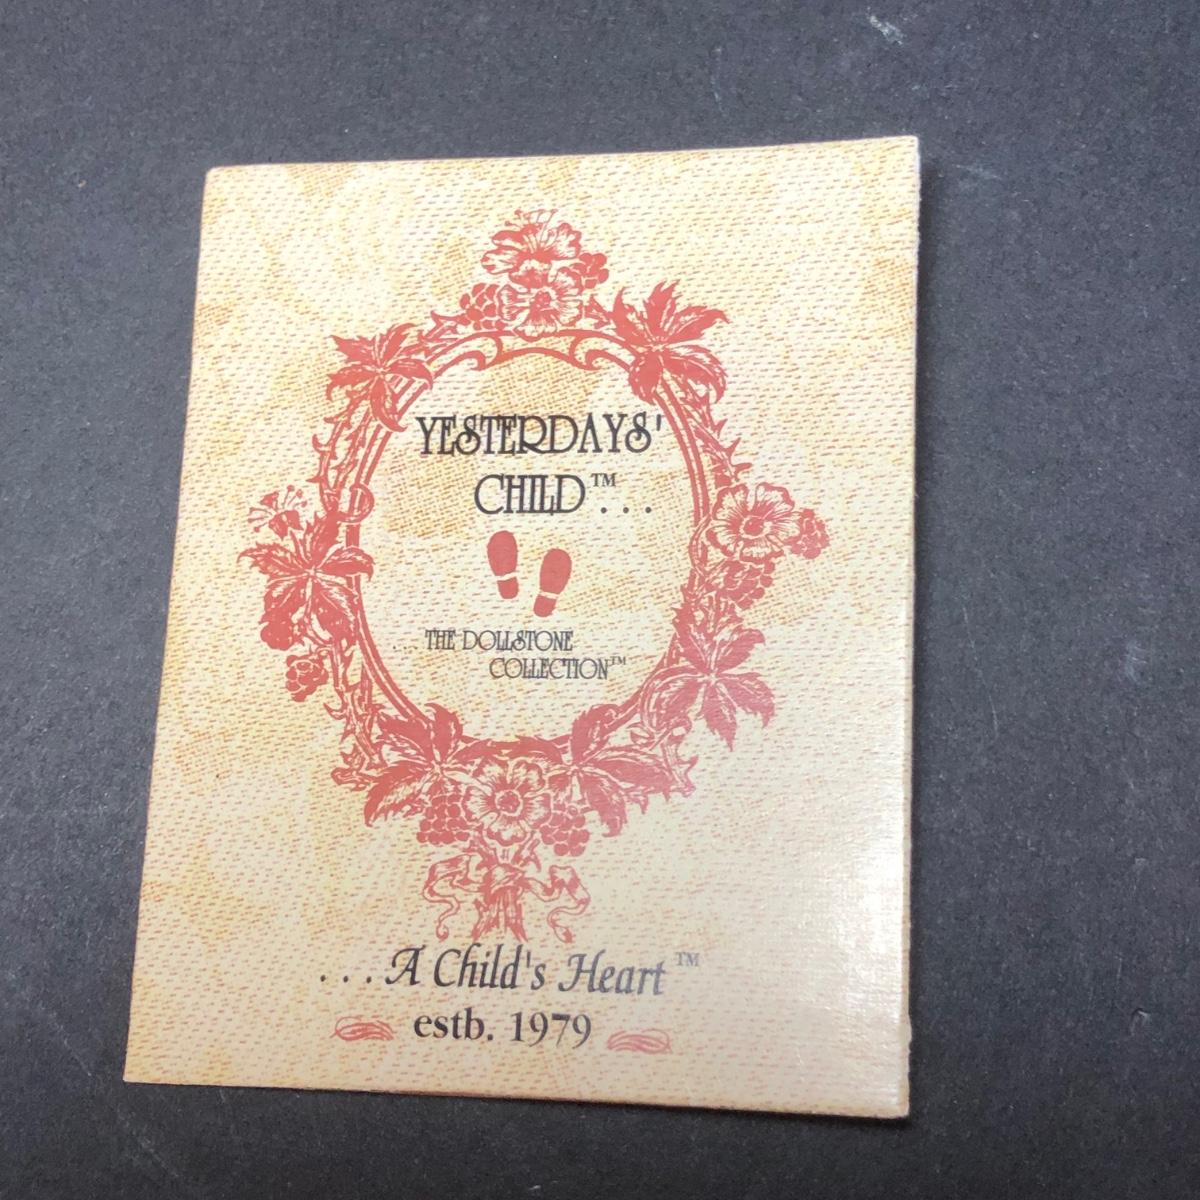 YESTERDAYS'
CHILD™...
.....THE DOLLSTONE
COLLECTION™
...A Child's Heart™
estb. 1979